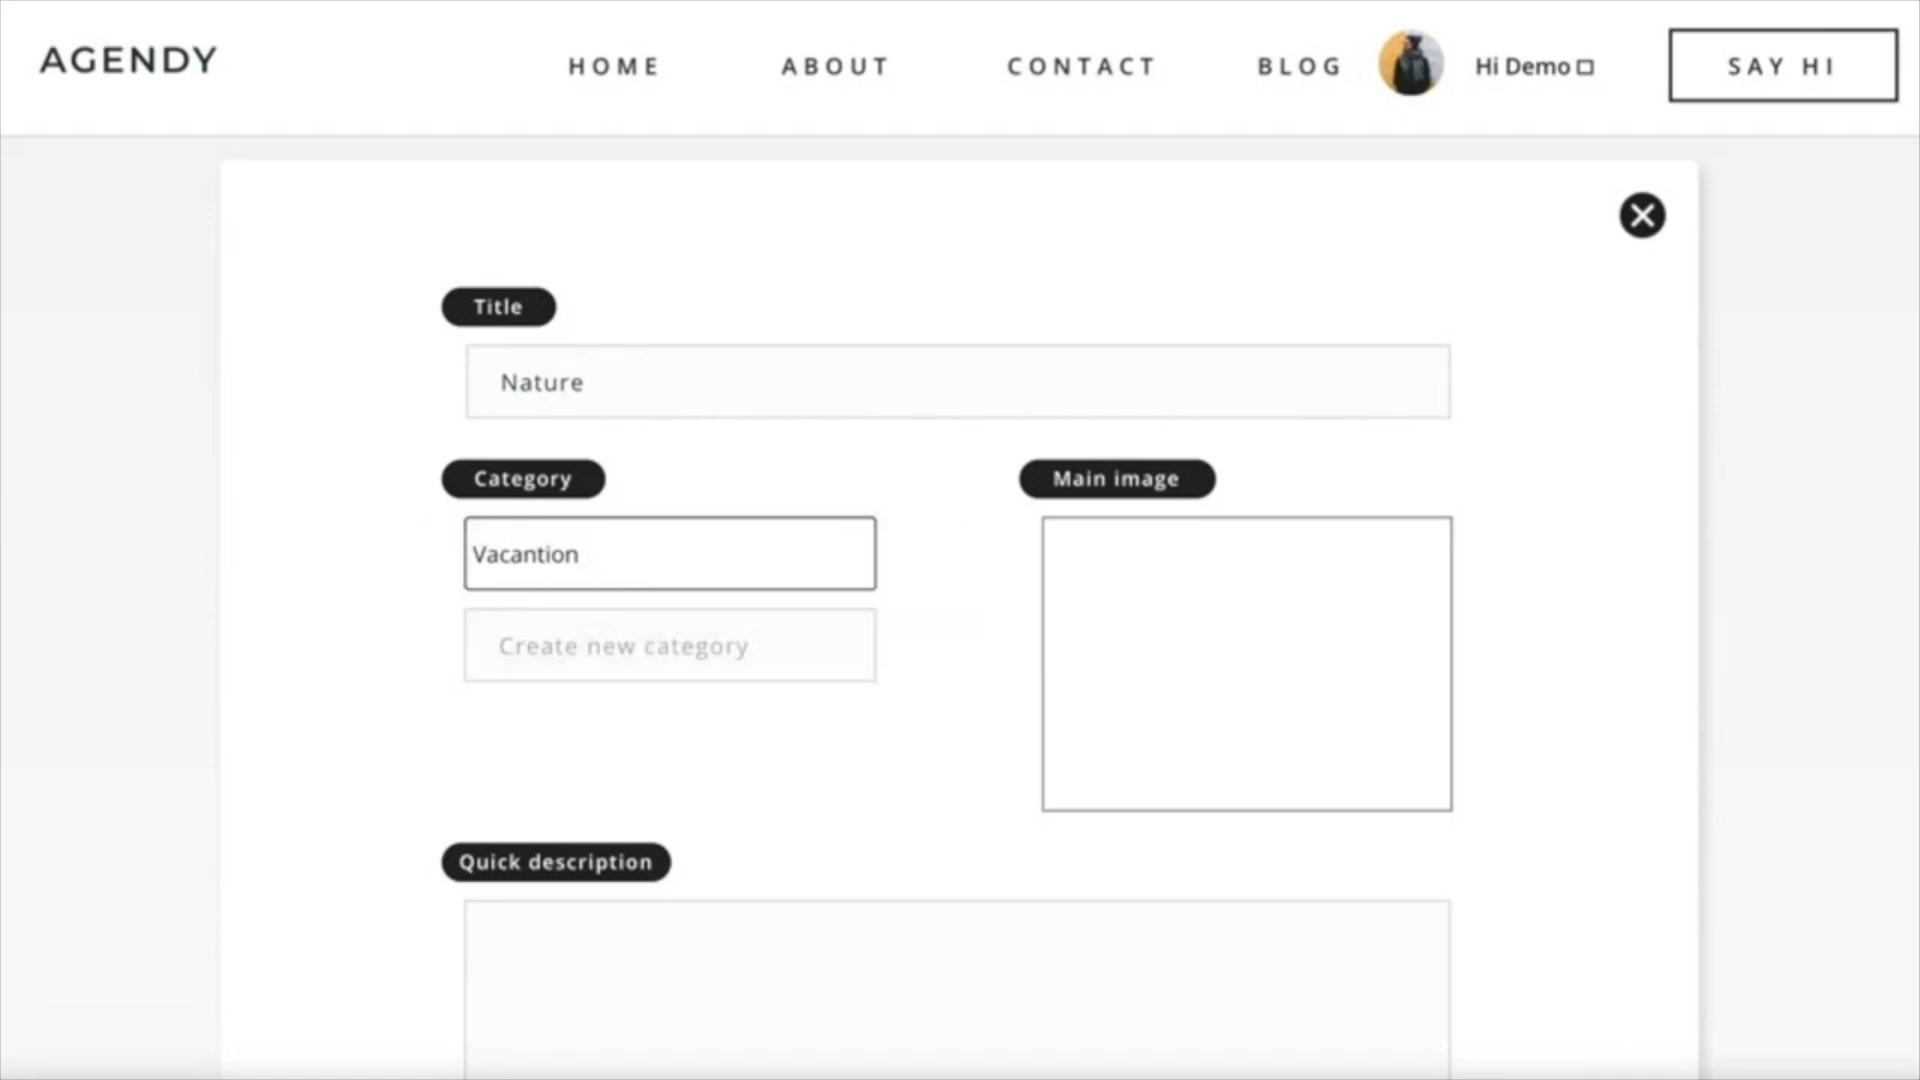 AGENDY
HOME ABOUT CONTACT BLOG Hi Demo SAY HI
Title
Nature
Category Main image
Vacantion
Create new category
Quick description